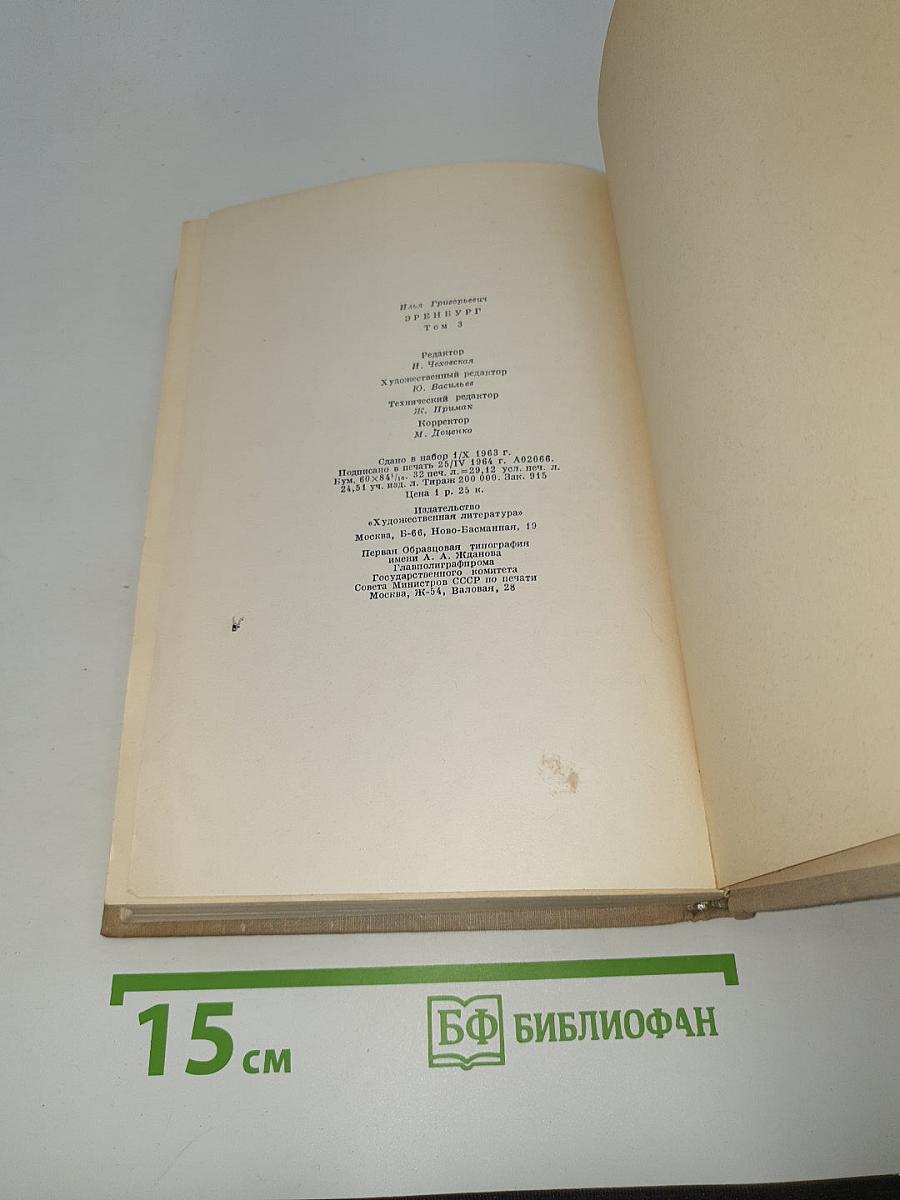 Илья Григорьевич
ЭРЕНБУРГ
Том 3
Редактор
И. Чеховская
Художественный редактор
Ю. Васильев
Технический редактор
Ж. Примак
Корректор
М. Доценко
Сдано в набор 1/X 1963 г.
Подписано в печать 25/IV 1964 г. А02066.
Бум. 60×84¹/₁₆. 32 печ. л.=29,12 усл. печ. л.
24,51 уч. изд. л. Тираж 200 000. Зак. 915
Цена 1 р. 25 к.
Издательство
«Художественная литература»
Москва, Б-66, Ново-Басманная, 19
Первая Образцовая типография
имени А. А. Жданова
Главполиграфпрома
Государственного комитета
Совета Министров СССР по печати
Москва, Ж-54, Валовая, 28
15 см
БФ БИБЛИОФАН